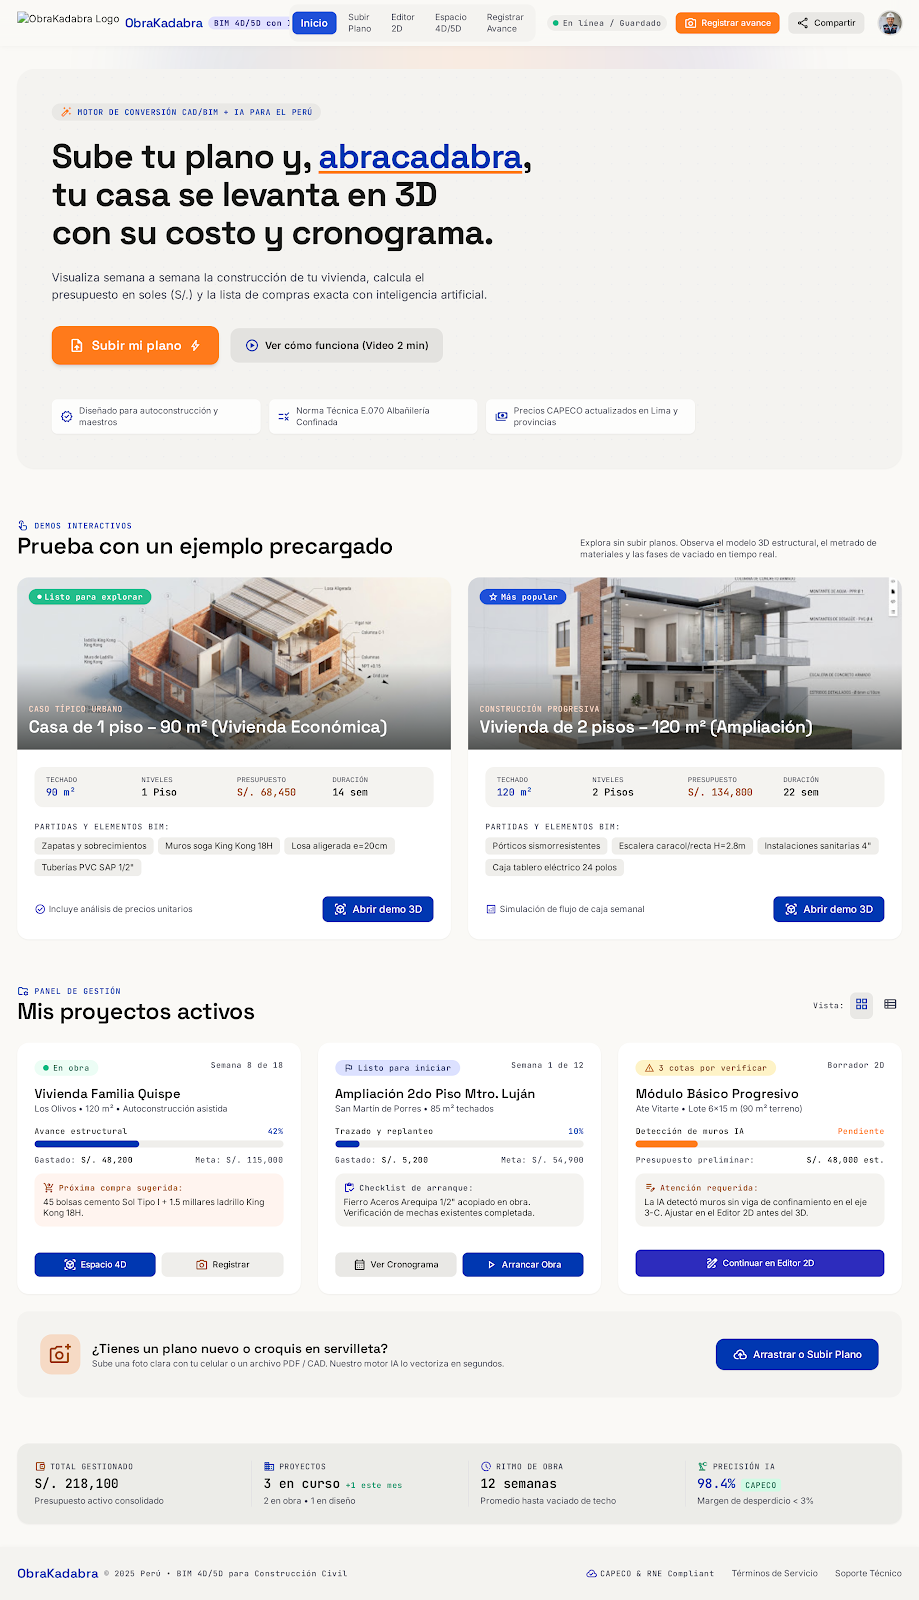 ObraKadabra Logo
ObraKadabra
BIM 4D/5D con
Inicio
Subir Plano
Editor 2D
Espacio 4D/5D
Registrar Avance
En línea / Guardado
Registrar avance
Compartir
MOTOR DE CONVERSIÓN CAD/BIM + IA PARA EL PERÚ
Sube tu plano y, abracadabra,
tu casa se levanta en 3D
con su costo y cronograma.
Visualiza semana a semana la construcción de tu vivienda, calcula el
presupuesto en soles (S/.) y la lista de compras exacta con inteligencia artificial.
Subir mi plano
Ver cómo funciona (Video 2 min)
Diseñado para autoconstrucción y
maestros
Norma Técnica E.070 Albañilería
Confinada
Precios CAPECO actualizados en Lima y
provincias
DEMOS INTERACTIVOS
Prueba con un ejemplo precargado
Explora sin subir planos. Observa el modelo 3D estructural, el metrado de
materiales y las fases de vaciado en tiempo real.
Listo para explorar
Losa Aligerada
Columna C-1
Columnas
CASO TÍPICO URBANO
Casa de 1 piso – 90 m² (Vivienda Económica)
TECHADO
90 m²
NIVELES
1 Piso
PRESUPUESTO
S/. 68,450
DURACIÓN
14 sem
PARTIDAS Y ELEMENTOS BIM:
Zapatas y sobrecimientos
Muros soga King Kong 18H
Losa aligerada e=20cm
Tuberías PVC SAP 1/2"
Incluye análisis de precios unitarios
Abrir demo 3D
Más popular
CONSTRUCCIÓN PROGRESIVA
Vivienda de 2 pisos – 120 m² (Ampliación)
TECHADO
120 m²
NIVELES
2 Pisos
PRESUPUESTO
S/. 134,800
DURACIÓN
22 sem
PARTIDAS Y ELEMENTOS BIM:
Pórticos sismorresistentes
Escalera caracol/recta H=2.8m
Instalaciones sanitarias 4"
Caja tablero eléctrico 24 polos
Simulación de flujo de caja semanal
Abrir demo 3D
PANEL DE GESTIÓN
Mis proyectos activos
Vista:
En obra
Semana 8 de 18
Vivienda Familia Quispe
Los Olivos • 120 m² • Autoconstrucción asistida
Avance estructural
42%
Gastado: S/. 48,200
Meta: S/. 115,000
Próxima compra sugerida:
45 bolsas cemento Sol Tipo I + 1.5 millares ladrillo King
Kong 18H.
Espacio 4D
Registrar
Listo para iniciar
Semana 1 de 12
Ampliación 2do Piso Mtro. Luján
San Martín de Porres • 85 m² techados
Trazado y replanteo
10%
Gastado: S/. 5,200
Meta: S/. 54,900
Checklist de arranque:
Fierro Aceros Arequipa 1/2" acopiado en obra.
Verificación de mechas existentes completada.
Ver Cronograma
Arrancar Obra
3 cotas por verificar
Borrador 2D
Módulo Básico Progresivo
Ate Vitarte • Lote 6×15 m (90 m² terreno)
Detección de muros IA
Pendiente
Presupuesto preliminar:
S/. 48,000 est.
Atención requerida:
La IA detectó muros sin viga de confinamiento en el eje
3-C. Ajustar en el Editor 2D antes del 3D.
Continuar en Editor 2D
¿Tienes un plano nuevo o croquis en servilleta?
Sube una foto clara con tu celular o un archivo PDF / CAD. Nuestro motor IA lo vectoriza en segundos.
Arrastrar o Subir Plano
TOTAL GESTIONADO
S/. 218,100
Presupuesto activo consolidado
PROYECTOS
3 en curso +1 este mes
2 en obra • 1 en diseño
RITMO DE OBRA
12 semanas
Promedio hasta vaciado de techo
PRECISIÓN IA
98.4% CAPECO
Margen de desperdicio < 3%
ObraKadabra © 2025 Perú • BIM 4D/5D para Construcción Civil
CAPECO & RNE Compliant
Términos de Servicio
Soporte Técnico